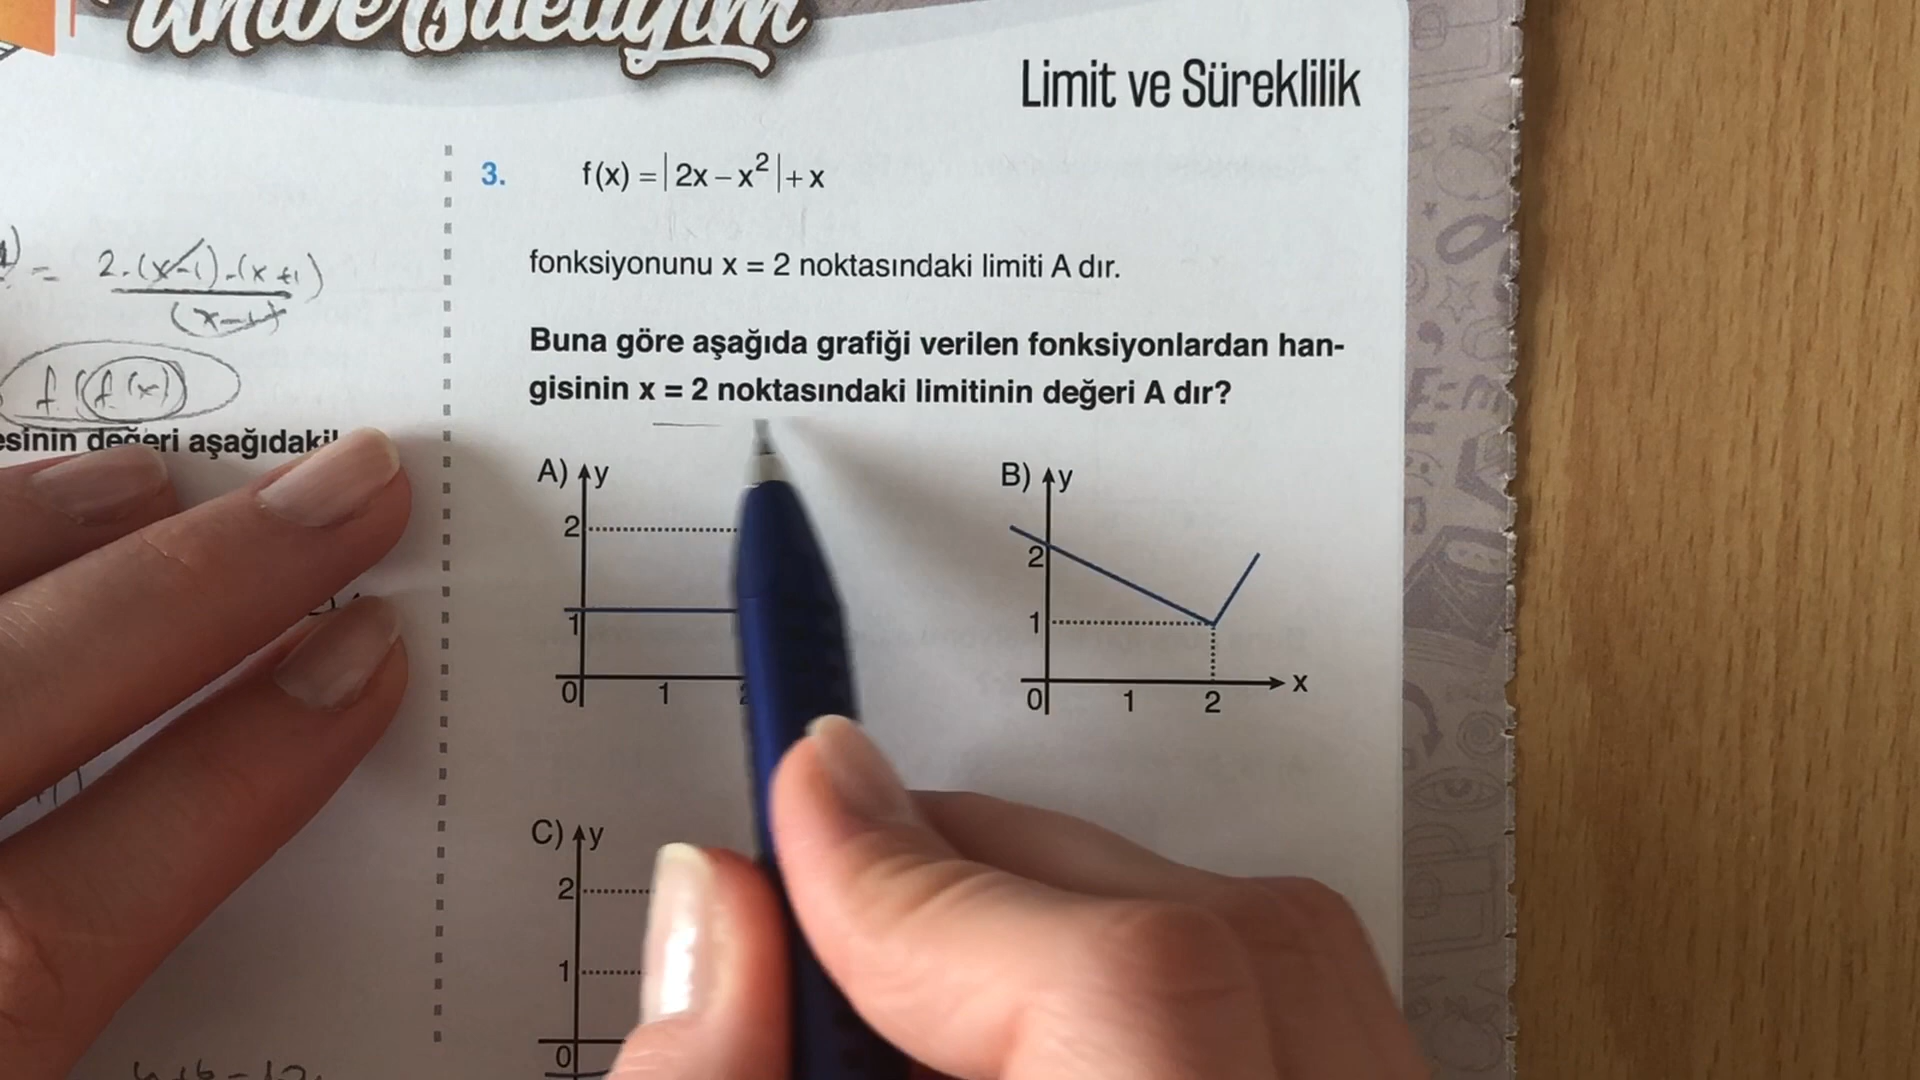 üniversiteliyim
Limit ve Süreklilik
2.(x-1).(x+1)
(x-1)
f(f(x))
esinin değeri aşağıdakil
3. f(x) = | 2x – x² | + x
fonksiyonunu x = 2 noktasındaki limiti A dır.
Buna göre aşağıda grafiği verilen fonksiyonlardan han-
gisinin x = 2 noktasındaki limitinin değeri A dır?
A) y
2
1
0 1
B) y
2
1
0 1 2 x
C) y
2
1
0